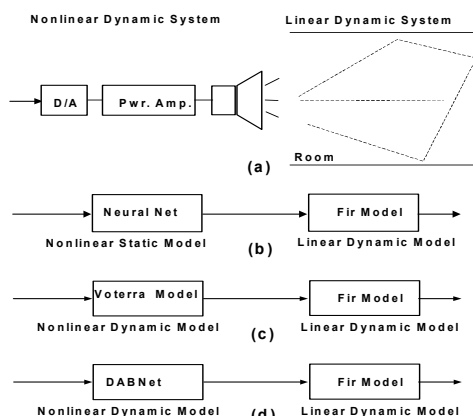 Nonlinear Dynamic System
Linear Dynamic System
D/A
Pwr. Amp.
Room
(a)
Neural Net
Fir Model
Nonlinear Static Model
(b)
Linear Dynamic Model
Voterra Model
Fir Model
Nonlinear Dynamic Model
(c)
Linear Dynamic Model
DABNet
Fir Model
Nonlinear Dynamic Model
(d)
Linear Dynamic Model